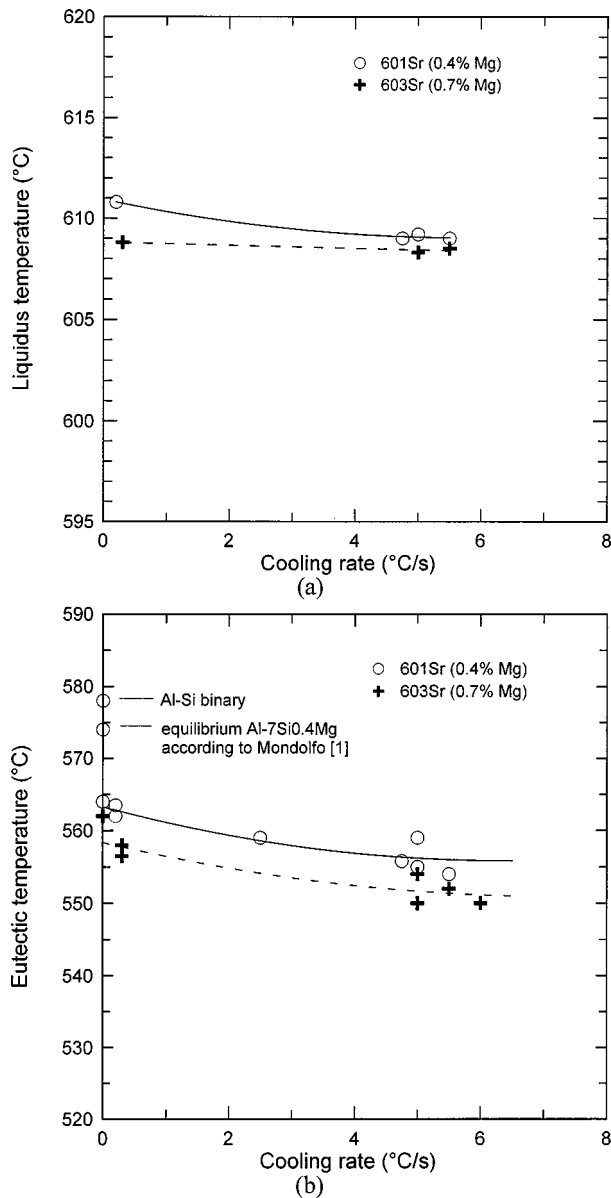 620
615
610
605
600
595
Liquidus temperature (°C)
601Sr (0.4% Mg)
603Sr (0.7% Mg)
0
2
4
6
8
Cooling rate (°C/s)
(a)
590
580
570
560
550
540
530
520
Eutectic temperature (°C)
601Sr (0.4% Mg)
603Sr (0.7% Mg)
Al-Si binary
equilibrium Al-7Si0.4Mg
according to Mondolfo [1]
0
2
4
6
8
Cooling rate (°C/s)
(b)